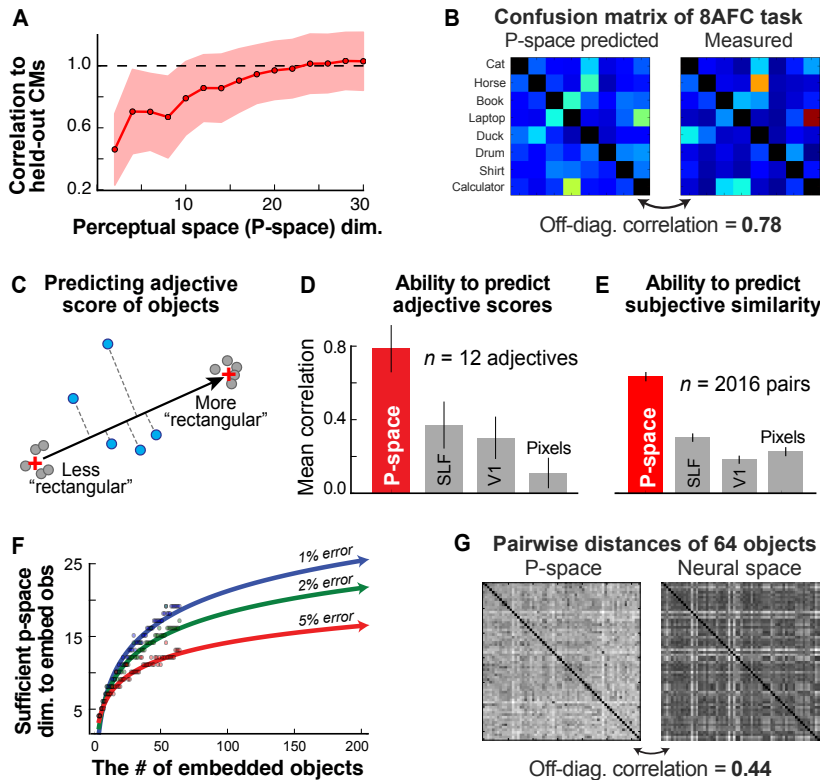 A
Correlation to
held-out CMs
1.0
0.6
0.2
10
20
30
Perceptual space (P-space) dim.
B
Confusion matrix of 8AFC task
P-space predicted
Measured
Cat
Horse
Book
Laptop
Duck
Drum
Shirt
Calculator
Off-diag. correlation = 0.78
C
Predicting adjective
score of objects
More
"rectangular"
Less
"rectangular"
D
Ability to predict
adjective scores
Mean correlation
0.8
0.4
0.0
n = 12 adjectives
P-space
SLF
V1
Pixels
E
Ability to predict
subjective similarity
n = 2016 pairs
P-space
SLF
V1
Pixels
F
Sufficient p-space
dim. to embed obs
25
15
5
1% error
2% error
5% error
0
50
100
150
200
The # of embedded objects
G
Pairwise distances of 64 objects
P-space
Neural space
Off-diag. correlation = 0.44